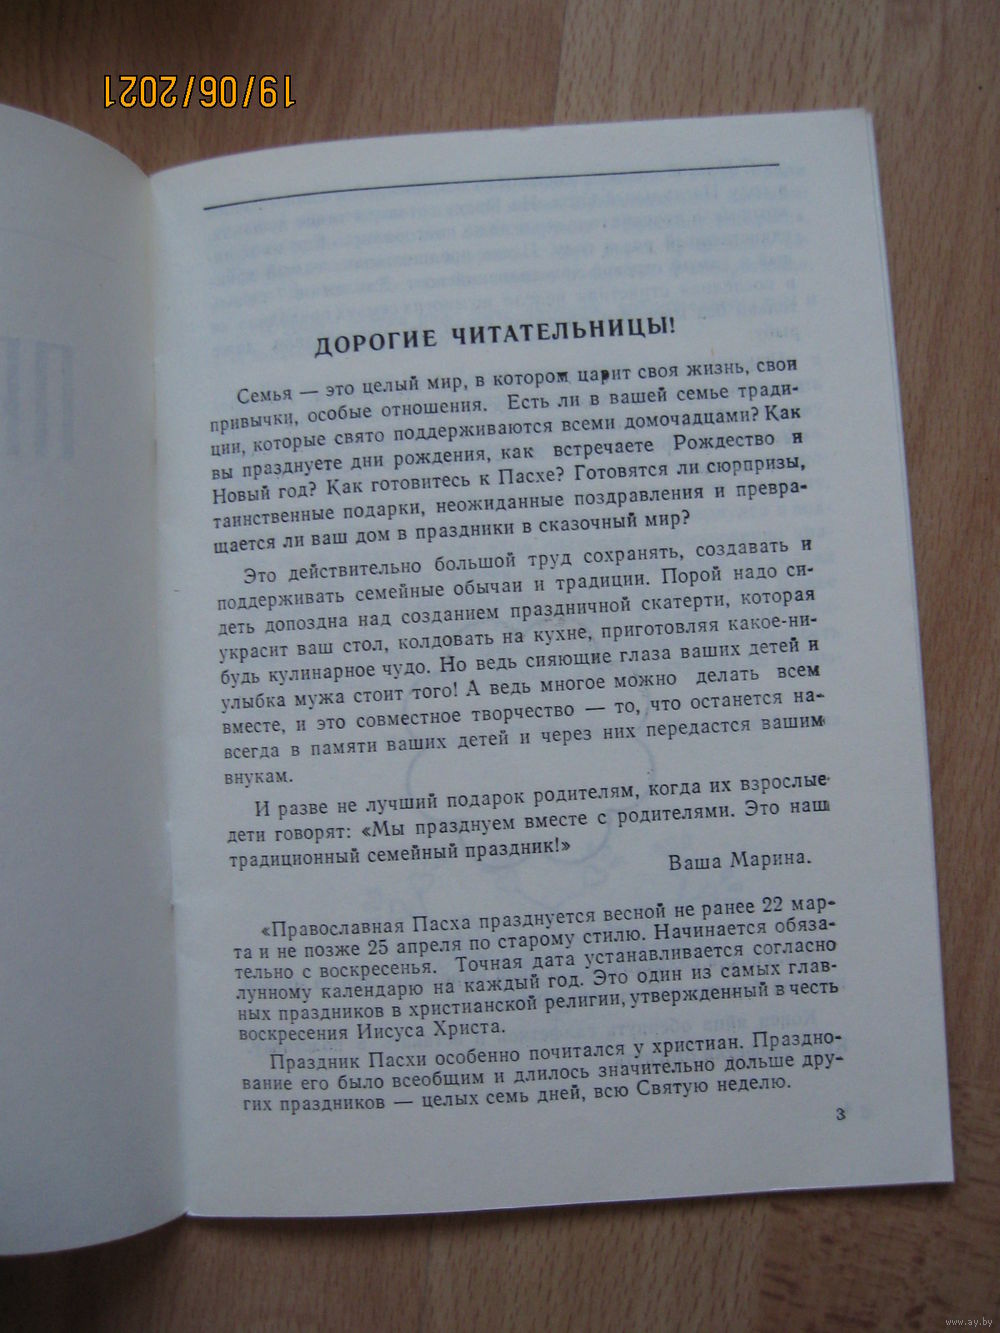 19/06/2021
ДОРОГИЕ ЧИТАТЕЛЬНИЦЫ!
Семья — это целый мир, в котором царит своя жизнь, свои
привычки, особые отношения. Есть ли в вашей семье тради-
ции, которые свято поддерживаются всеми домочадцами? Как
вы празднуете дни рождения, как встречаете Рождество и
Новый год? Как готовитесь к Пасхе? Готовятся ли сюрпризы,
таинственные подарки, неожиданные поздравления и превра-
щается ли ваш дом в праздники в сказочный мир?
Это действительно большой труд сохранять, создавать и
поддерживать семейные обычаи и традиции. Порой надо си-
деть допоздна над созданием праздничной скатерти, которая
украсит ваш стол, колдовать на кухне, приготовляя какое-ни-
будь кулинарное чудо. Но ведь сияющие глаза ваших детей и
улыбка мужа стоит того! А ведь многое можно делать всем
вместе, и это совместное творчество — то, что останется на-
всегда в памяти ваших детей и через них передастся вашим
внукам.
И разве не лучший подарок родителям, когда их взрослые
дети говорят: «Мы празднуем вместе с родителями. Это наш
традиционный семейный праздник!»
Ваша Марина.
«Православная Пасха празднуется весной не ранее 22 мар-
та и не позже 25 апреля по старому стилю. Начинается обяза-
тельно с воскресенья. Точная дата устанавливается согласно
лунному календарю на каждый год. Это один из самых глав-
ных праздников в христианской религии, утвержденный в честь
воскресения Иисуса Христа.
Праздник Пасхи особенно почитался у христиан. Праздно-
вание его было всеобщим и длилось значительно дольше дру-
гих праздников — целых семь дней, всю Святую неделю.
3
www.ay.by